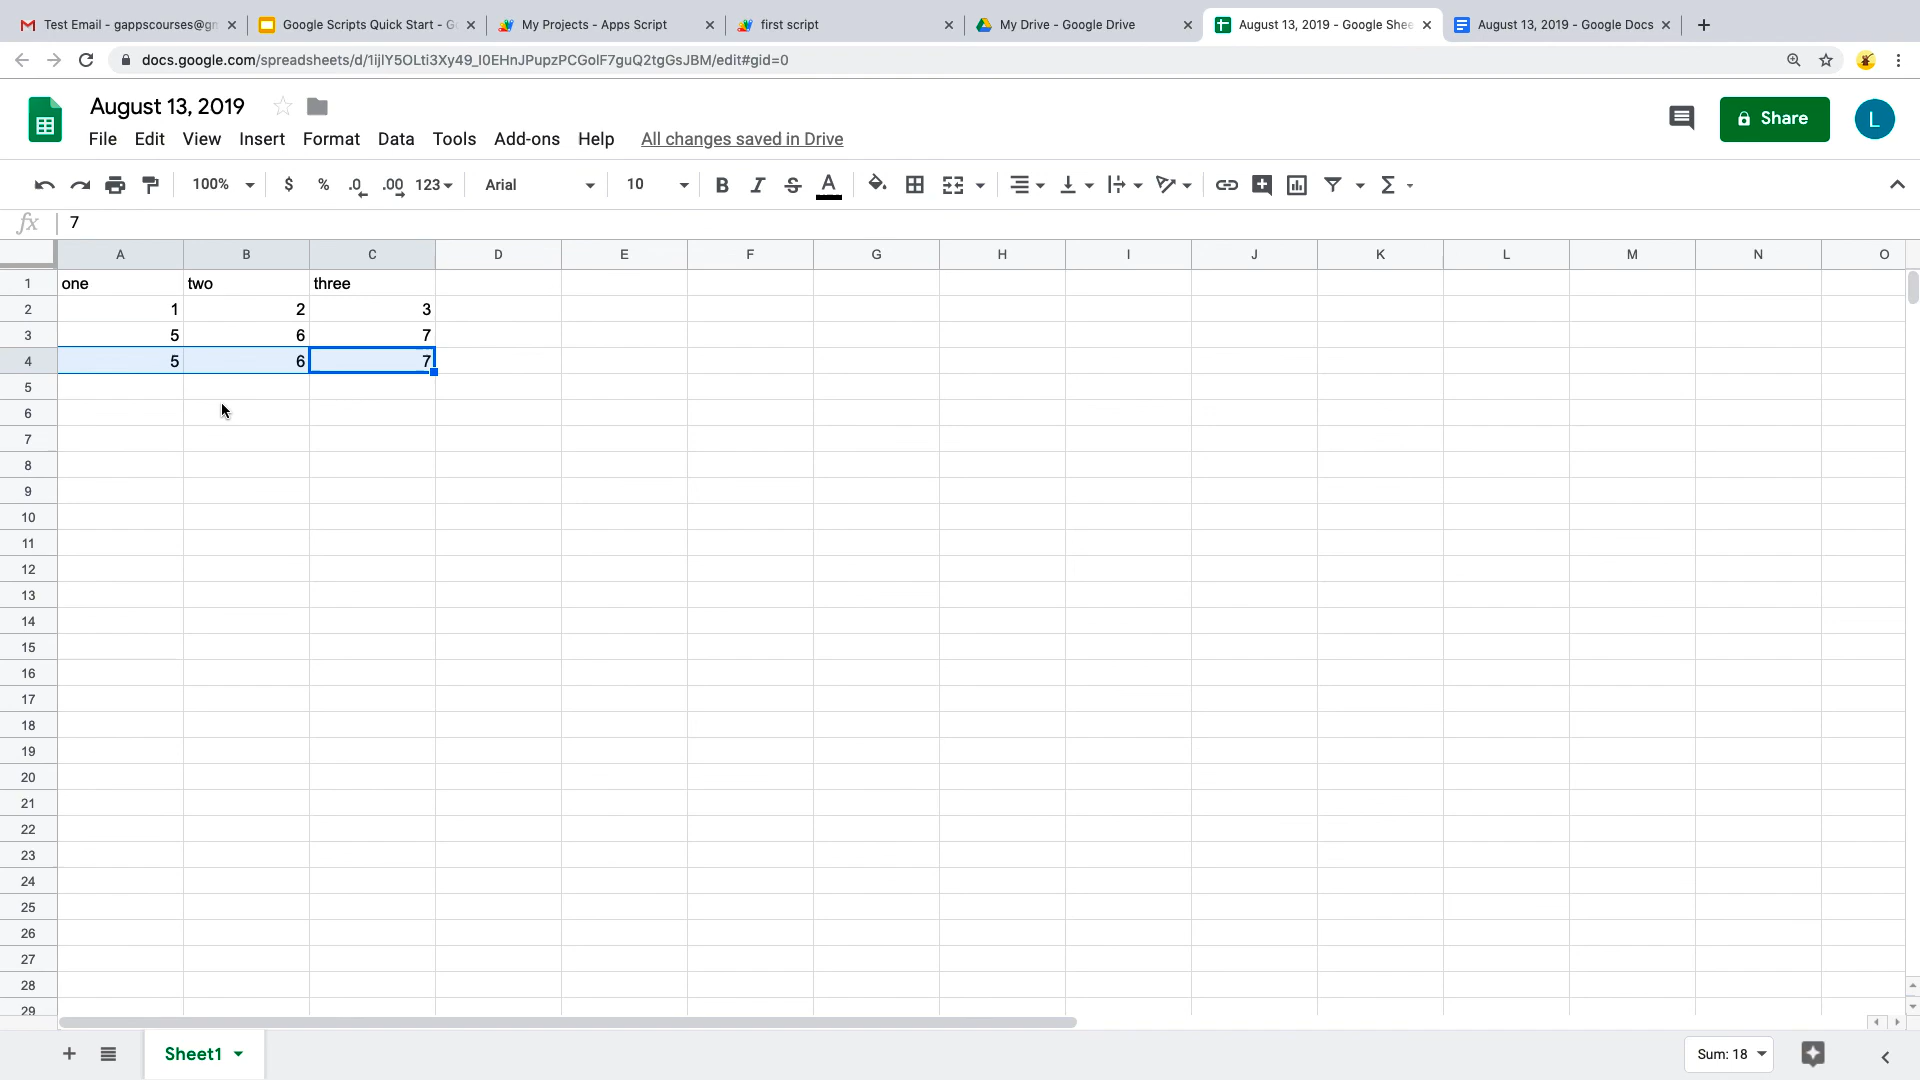 Test Email - gappscourses@gm
Google Scripts Quick Start - G
My Projects - Apps Script
first script
My Drive - Google Drive
August 13, 2019 - Google Shee
August 13, 2019 - Google Docs
docs.google.com/spreadsheets/d/1ijlY5OLti3Xy49_I0EHnJPupzPCGolF7guQ2tgGsJBM/edit#gid=0
August 13, 2019
File Edit View Insert Format Data Tools Add-ons Help All changes saved in Drive
Share
L
100% $ % .0 .00 123 Arial 10 B I S A Σ
fx 7
A B C D E F G H I J K L M N O
1 one two three
2 1 2 3
3 5 6 7
4 5 6 7
5
6
7
8
9
10
11
12
13
14
15
16
17
18
19
20
21
22
23
24
25
26
27
28
29
Sheet1
Sum: 18